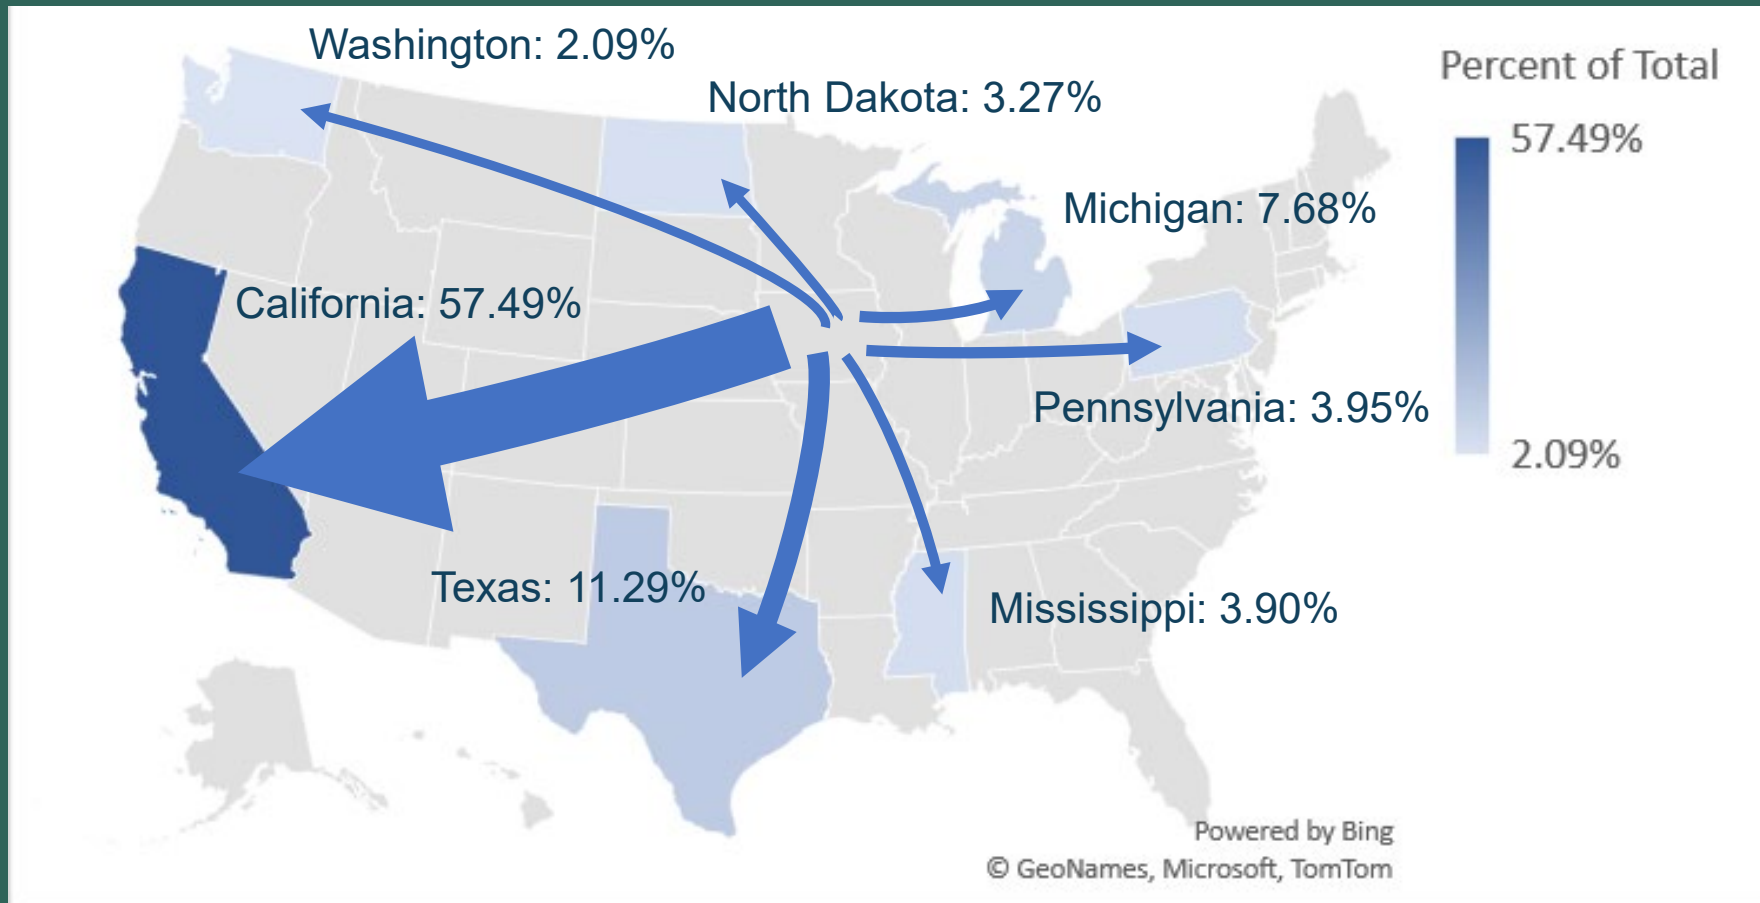 Washington: 2.09%
North Dakota: 3.27%
Michigan: 7.68%
California: 57.49%
Pennsylvania: 3.95%
Texas: 11.29%
Mississippi: 3.90%
Percent of Total
57.49%
2.09%
Powered by Bing
© GeoNames, Microsoft, TomTom